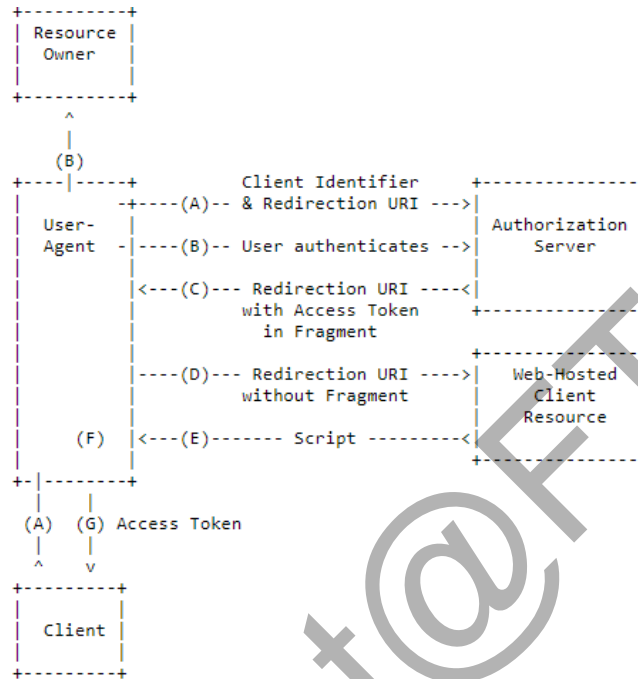 +----------+
| Resource |
|  Owner   |
|          |
+----------+
     ^
     |
    (B)
+----|-----+          Client Identifier     +---------------
|         -+----(A)-- & Redirection URI --->|
|  User-   |                                | Authorization
|  Agent  -|----(B)-- User authenticates -->|     Server
|          |                                |
|          |<---(C)--- Redirection URI ----<|
|          |          with Access Token     +---------------
|          |            in Fragment
|          |                                +---------------
|          |----(D)--- Redirection URI ---->|   Web-Hosted
|          |          without Fragment      |     Client
|          |                                |    Resource
|     (F)  |<---(E)------- Script ---------<|
|          |                                +---------------
+-|--------+
  |    |
 (A)  (G) Access Token
  |    |
  ^    v
+---------+
|         |
|  Client |
|         |
+---------+
t@FT